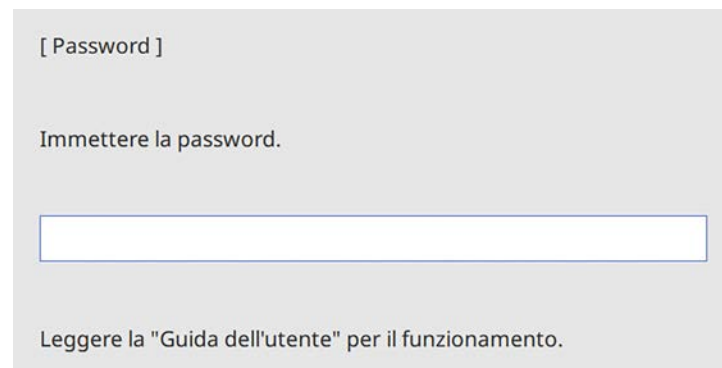 [ Password ]
Immettere la password.
Leggere la "Guida dell'utente" per il funzionamento.